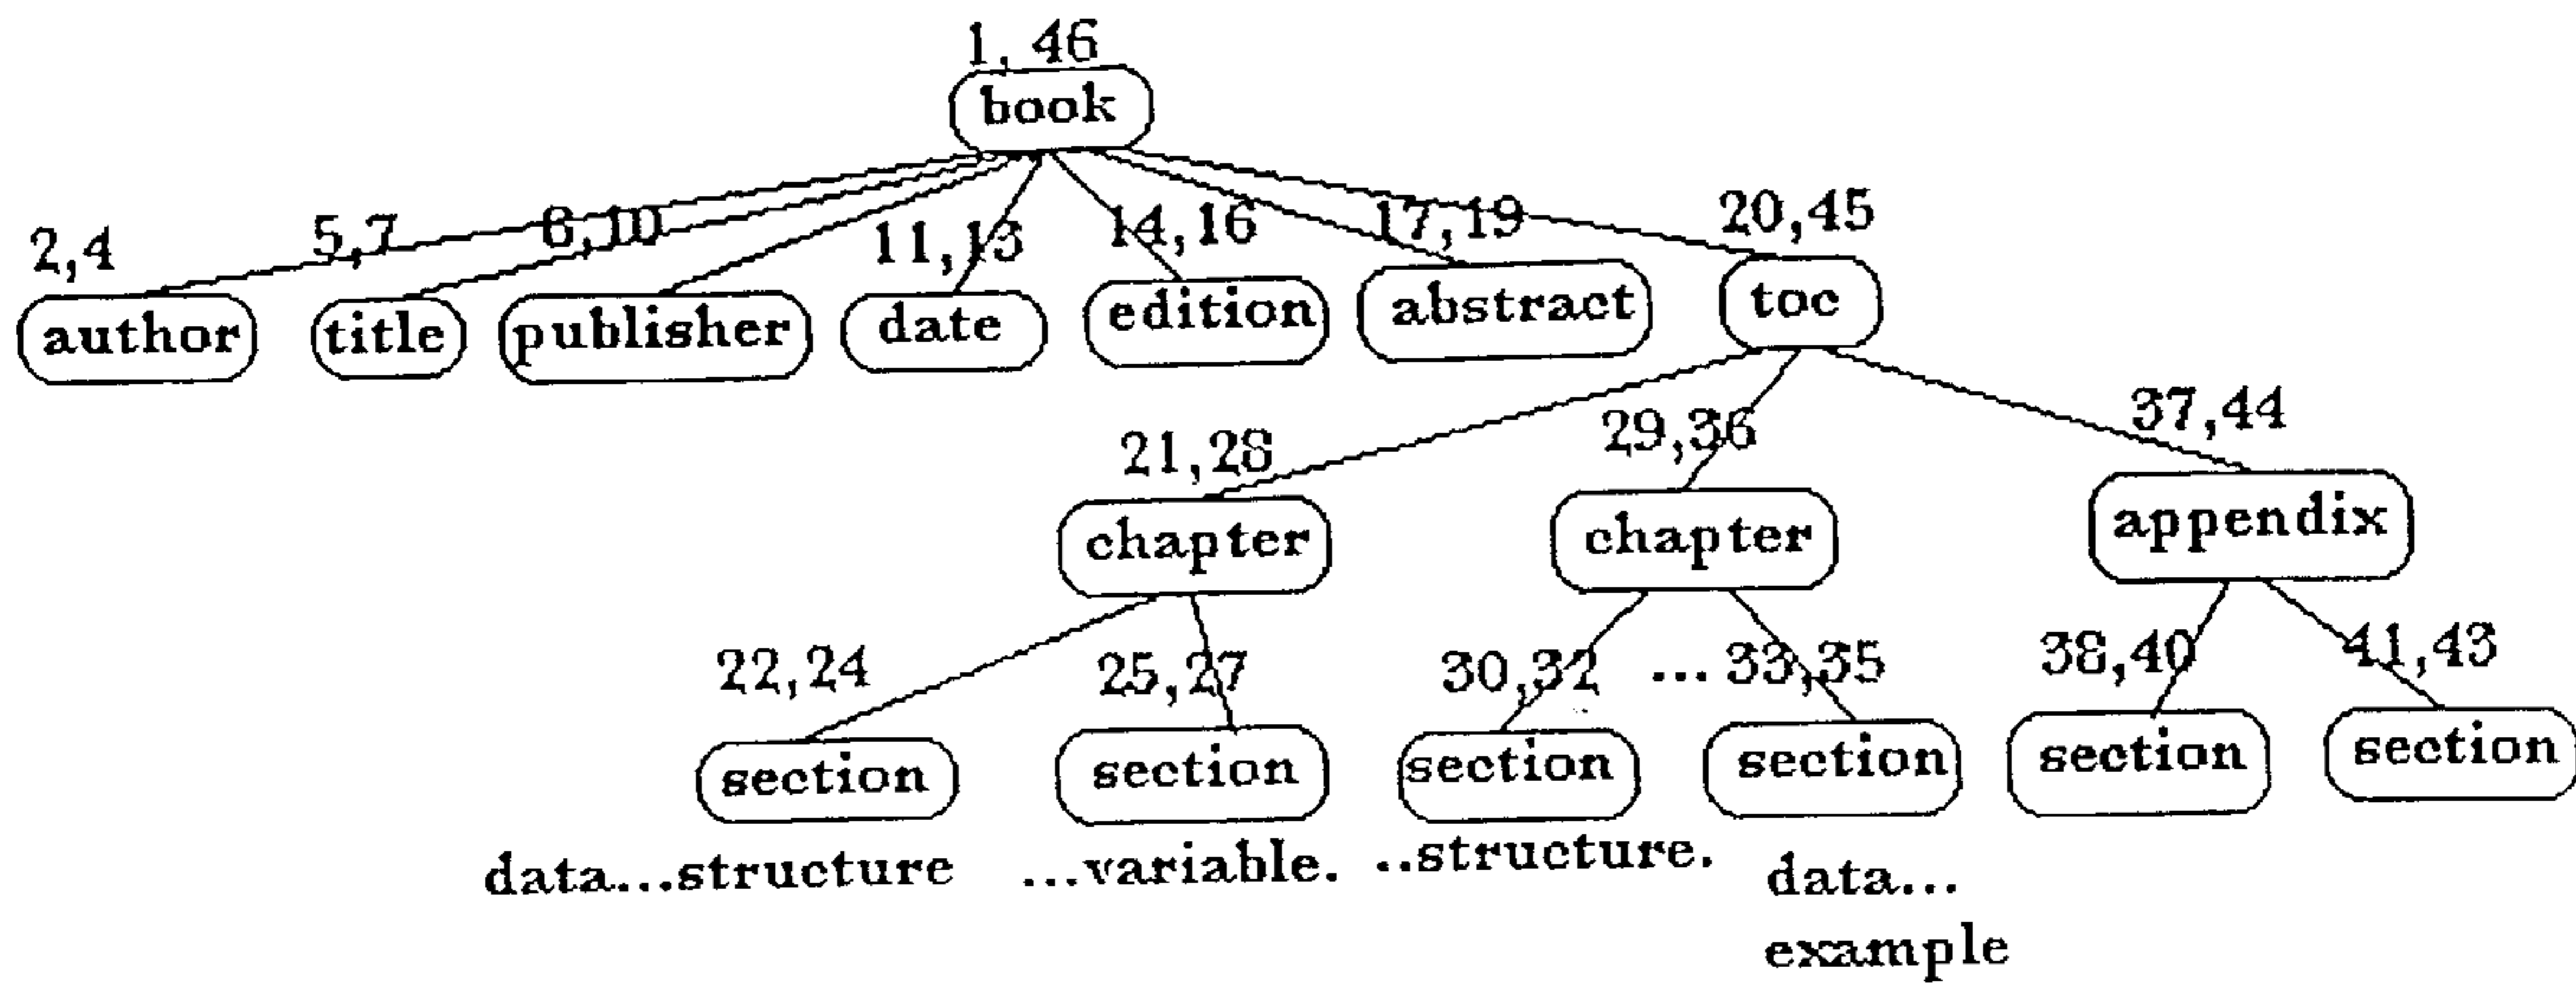 1, 46
book
2,4
5,7
8,10
11,13
14,16
17,19
20,45
author
title
publisher
date
edition
abstract
toc
21,28
29,36
37,44
chapter
chapter
appendix
22,24
25,27
30,32
... 33,35
38,40
41,43
section
section
section
section
section
section
data...structure
...variable.
..structure.
data...
example